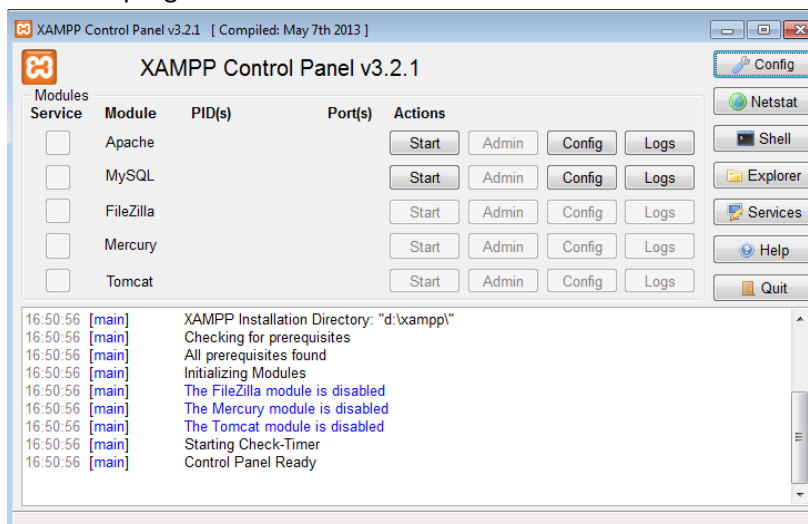 XAMPP Control Panel v3.2.1 [ Compiled: May 7th 2013 ]
XAMPP Control Panel v3.2.1
Config
Netstat
Shell
Explorer
Services
Help
Quit
Modules
Service Module PID(s) Port(s) Actions
Apache Start Admin Config Logs
MySQL Start Admin Config Logs
FileZilla Start Admin Config Logs
Mercury Start Admin Config Logs
Tomcat Start Admin Config Logs
16:50:56 [main] XAMPP Installation Directory: "d:\xampp\"
16:50:56 [main] Checking for prerequisites
16:50:56 [main] All prerequisites found
16:50:56 [main] Initializing Modules
16:50:56 [main] The FileZilla module is disabled
16:50:56 [main] The Mercury module is disabled
16:50:56 [main] The Tomcat module is disabled
16:50:56 [main] Starting Check-Timer
16:50:56 [main] Control Panel Ready